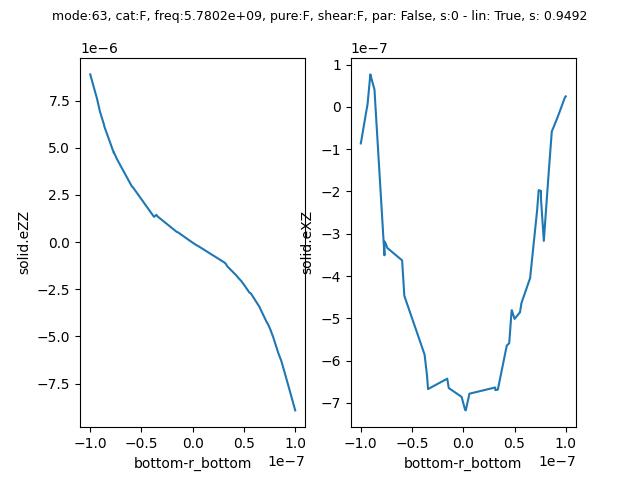 mode:63, cat:F, freq:5.7802e+09, pure:F, shear:F, par: False, s:0 - lin: True, s: 0.9492
1e−6
7.5
5.0
2.5
0.0
−2.5
−5.0
−7.5
solid.eZZ
−1.0
−0.5
0.0
0.5
1.0
bottom-r_bottom
1e−7
1e−7
1
0
−1
−2
−3
−4
−5
−6
−7
solid.eXZ
−1.0
−0.5
0.0
0.5
1.0
bottom-r_bottom
1e−7